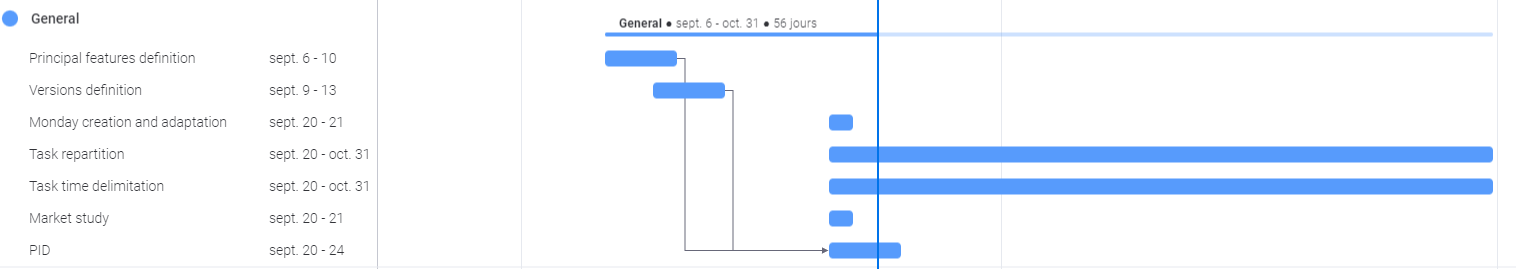 General
General ● sept. 6 - oct. 31 ● 56 jours
Principal features definition sept. 6 - 10
Versions definition sept. 9 - 13
Monday creation and adaptation sept. 20 - 21
Task repartition sept. 20 - oct. 31
Task time delimitation sept. 20 - oct. 31
Market study sept. 20 - 21
PID sept. 20 - 24